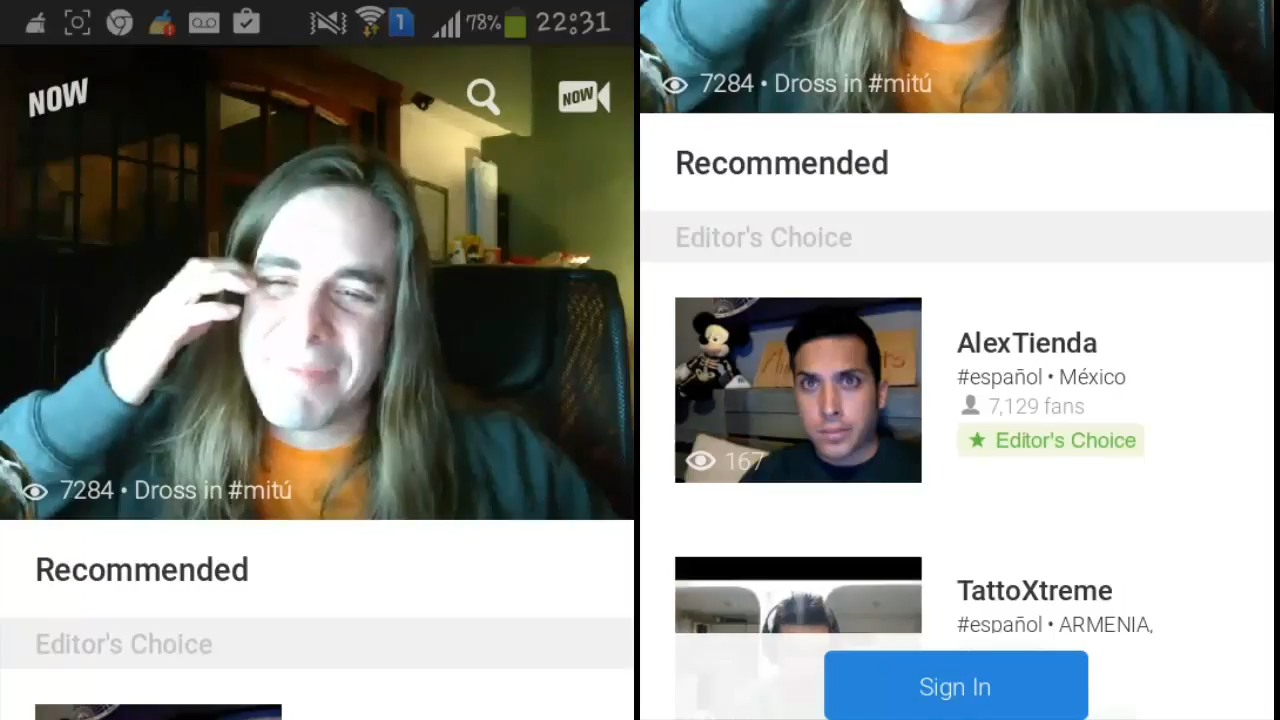 1
78%
22:31
NOW
NOW
7284 • Dross in #mitú
Recommended
Editor's Choice
7284 • Dross in #mitú
Recommended
Editor's Choice
AlexTienda
#español • México
7,129 fans
★ Editor's Choice
167
TattoXtreme
#español • ARMENIA,
Sign In